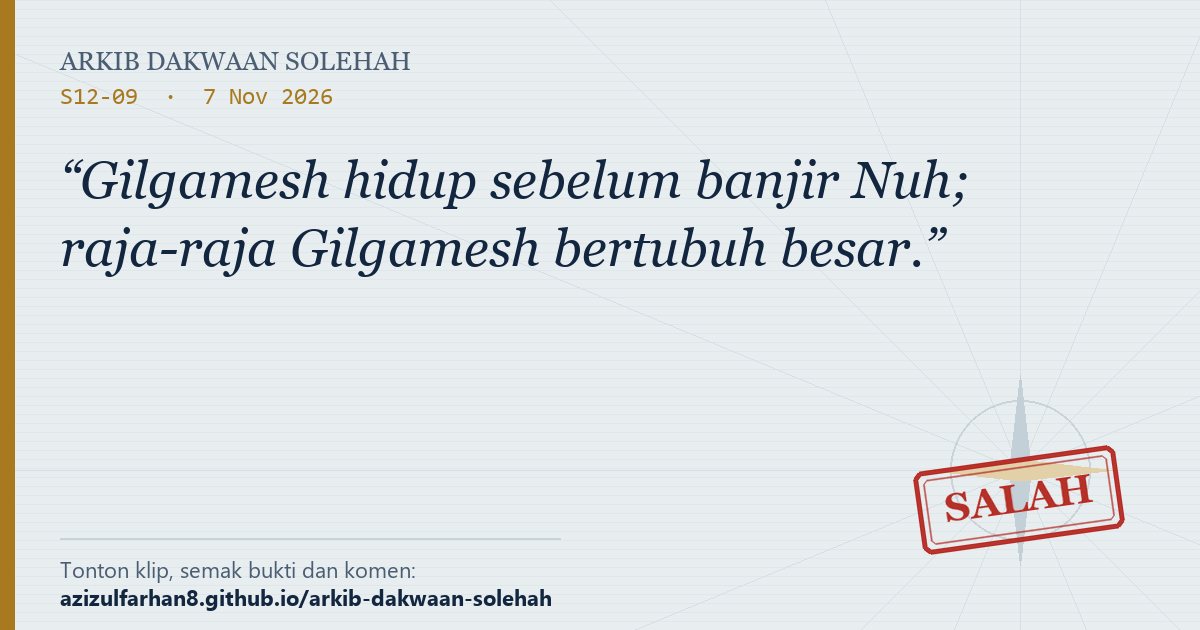 ARKIB DAKWAAN SOLEHAH
S12-09 · 7 Nov 2026
“Gilgamesh hidup sebelum banjir Nuh;
raja-raja Gilgamesh bertubuh besar.”
SALAH
Tonton klip, semak bukti dan komen:
azizulfarhan8.github.io/arkib-dakwaan-solehah